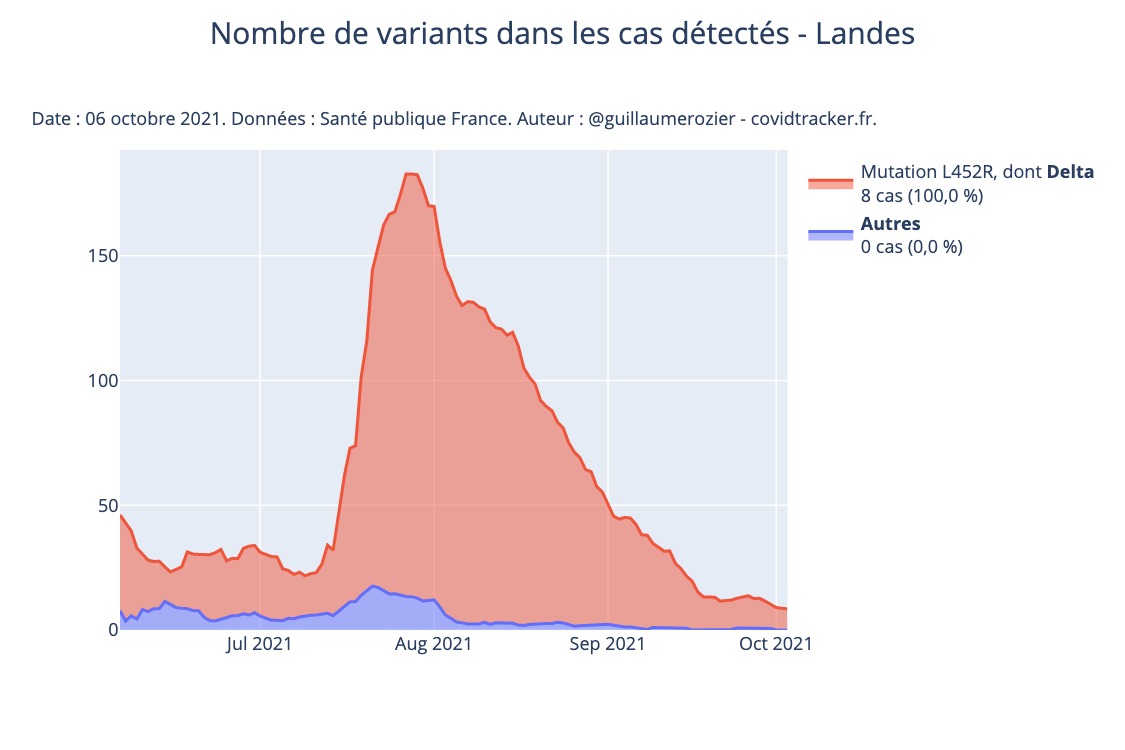 Nombre de variants dans les cas détectés - Landes
Date : 06 octobre 2021. Données : Santé publique France. Auteur : @guillaumerozier - covidtracker.fr.
Mutation L452R, dont Delta
8 cas (100,0 %)
Autres
0 cas (0,0 %)
150
100
50
0
Jul 2021
Aug 2021
Sep 2021
Oct 2021